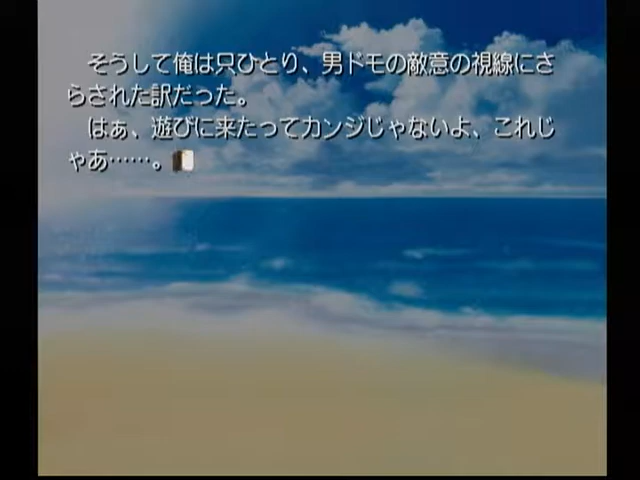 そうして俺は只ひとり、男ドモの敵意の視線にさ
らされた訳だった。
　はぁ、遊びに来たってカンジじゃないよ、これじ
ゃあ……。